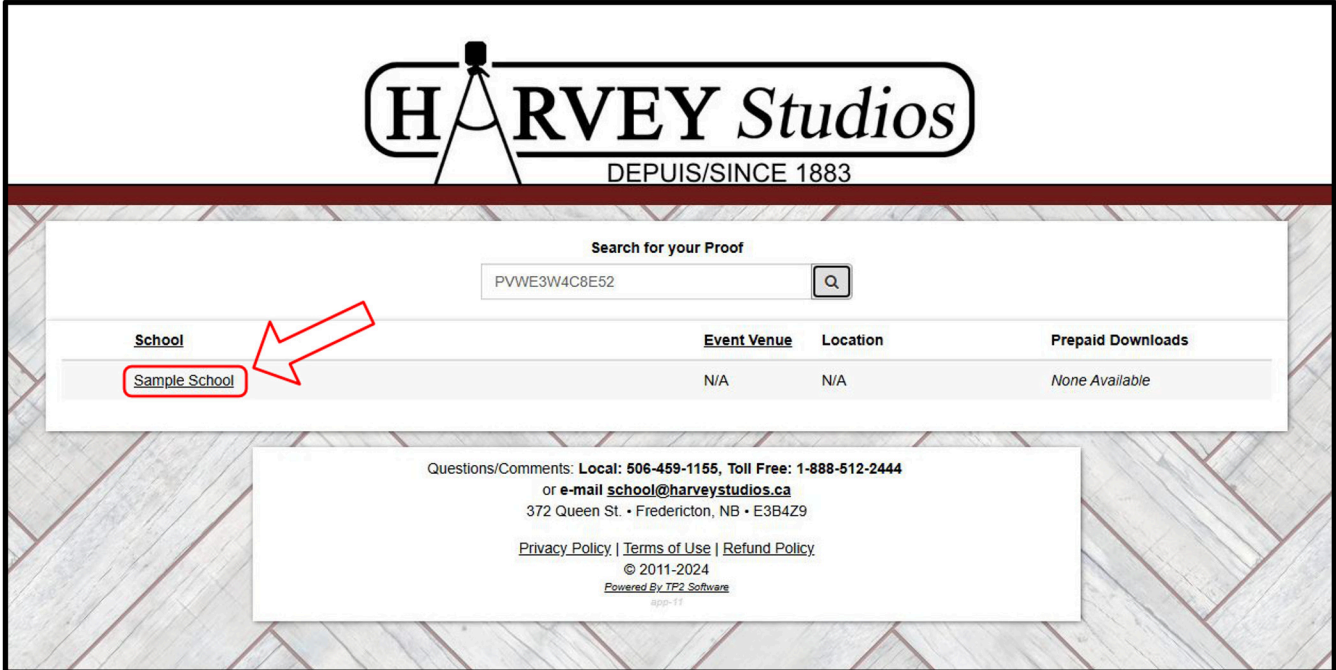 HARVEY Studios
DEPUIS/SINCE 1883
Search for your Proof
PVWE3W4C8E52
School Event Venue Location Prepaid Downloads
Sample School N/A N/A None Available
Questions/Comments: Local: 506-459-1155, Toll Free: 1-888-512-2444
or e-mail school@harveystudios.ca
372 Queen St. • Fredericton, NB • E3B4Z9
Privacy Policy | Terms of Use | Refund Policy
© 2011-2024
Powered By TP2 Software
app-11